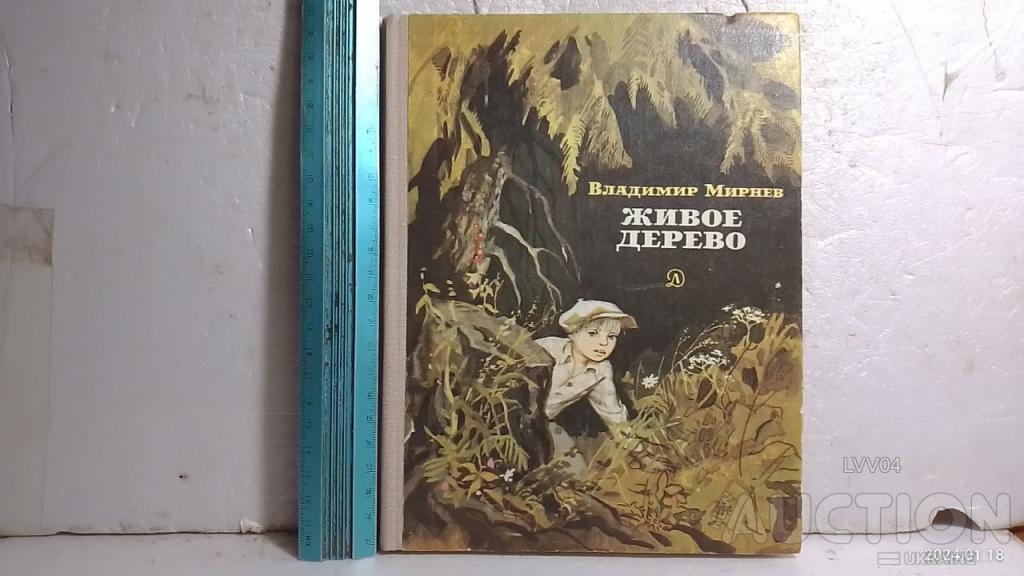 Владимир Мирнев
ЖИВОЕ
ДЕРЕВО
Д
LVV04
AUCTION
UKRAINE
2024.01.18